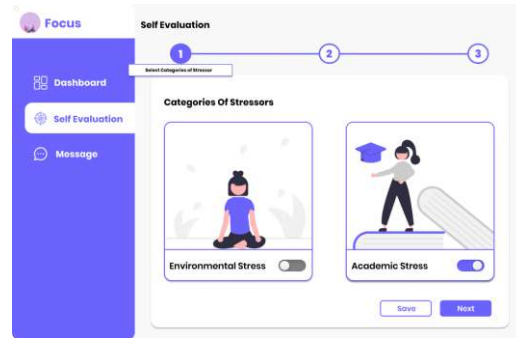 Focus
Self Evaluation
1
2
3
Select Categories of Stressor
Dashboard
Self Evaluation
Message
Categories Of Stressors
Environmental Stress
Academic Stress
Save
Next